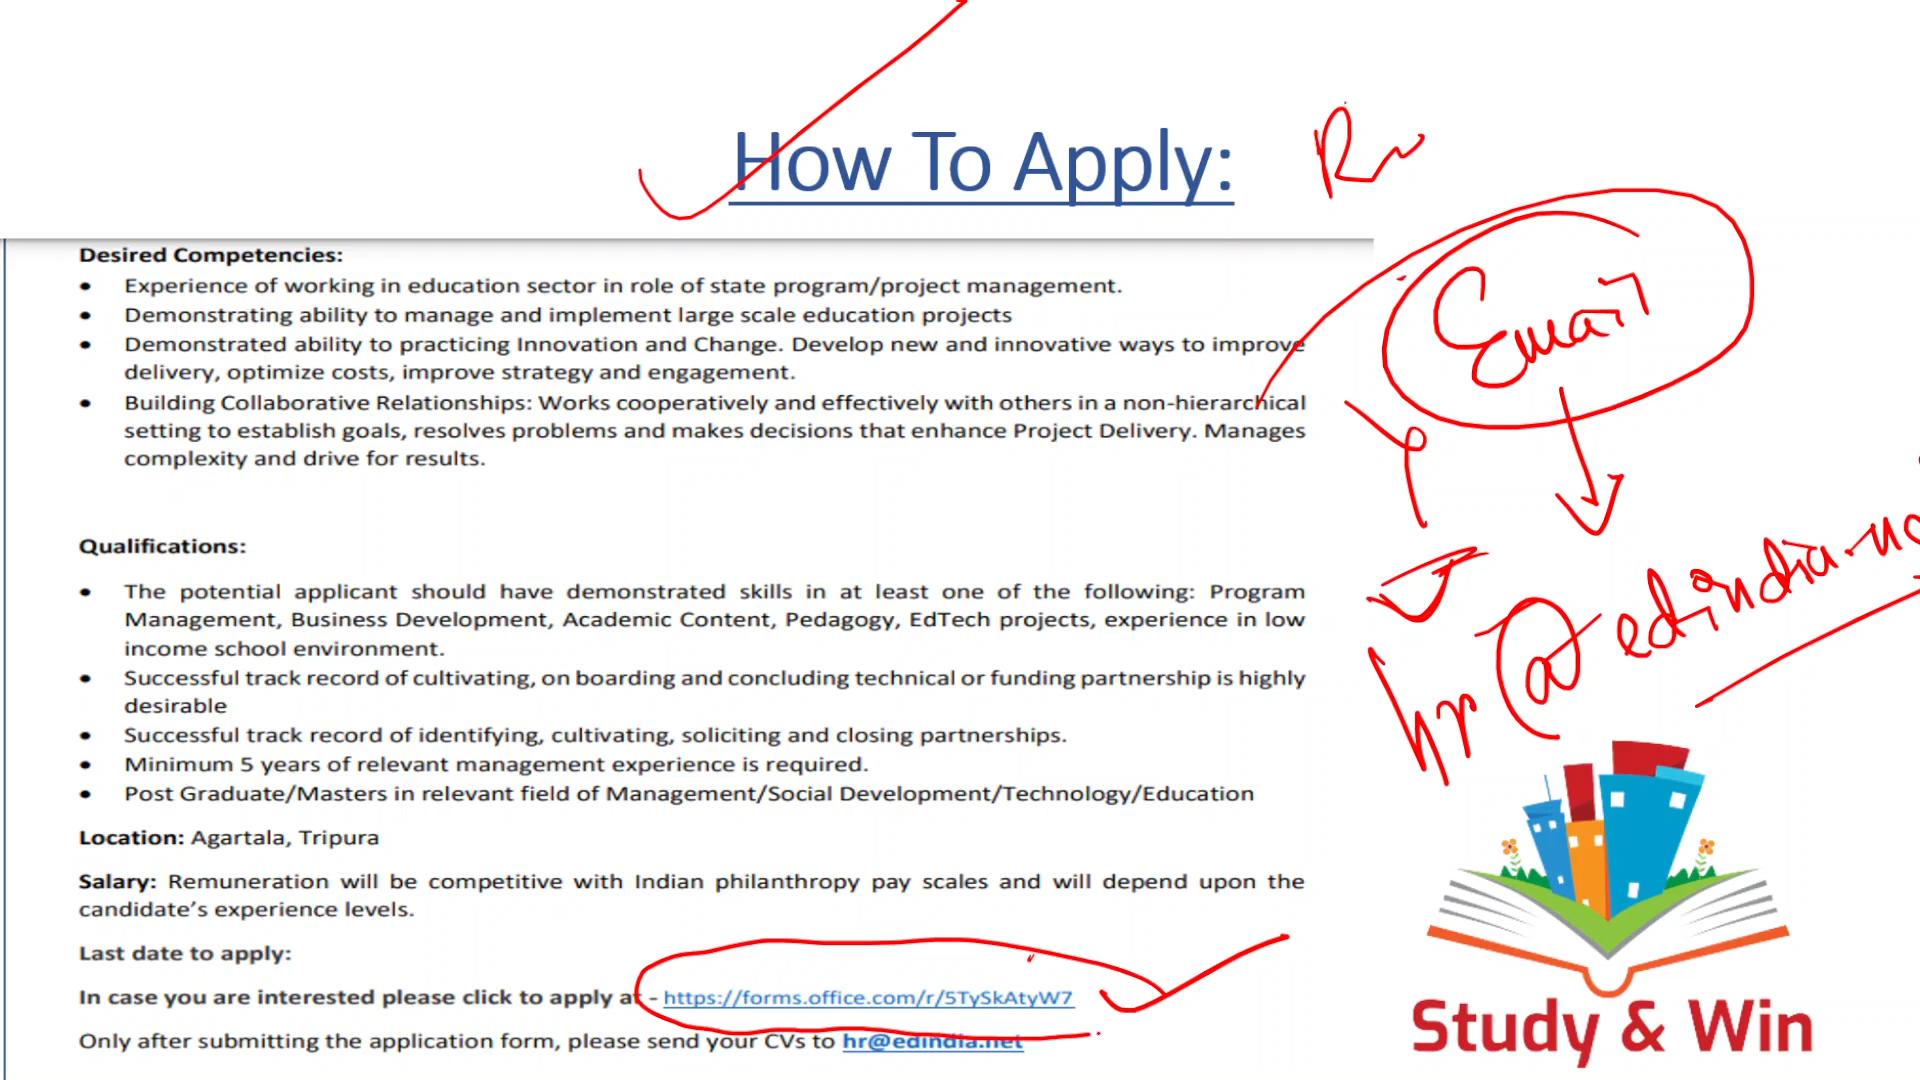 How To Apply:
Desired Competencies:
• Experience of working in education sector in role of state program/project management.
• Demonstrating ability to manage and implement large scale education projects
• Demonstrated ability to practicing Innovation and Change. Develop new and innovative ways to improve
delivery, optimize costs, improve strategy and engagement.
• Building Collaborative Relationships: Works cooperatively and effectively with others in a non-hierarchical
setting to establish goals, resolves problems and makes decisions that enhance Project Delivery. Manages
complexity and drive for results.
Email
hr@edindia.
Qualifications:
• The potential applicant should have demonstrated skills in at least one of the following: Program
Management, Business Development, Academic Content, Pedagogy, EdTech projects, experience in low
income school environment.
• Successful track record of cultivating, on boarding and concluding technical or funding partnership is highly
desirable
• Successful track record of identifying, cultivating, soliciting and closing partnerships.
• Minimum 5 years of relevant management experience is required.
• Post Graduate/Masters in relevant field of Management/Social Development/Technology/Education
Location: Agartala, Tripura
Salary: Remuneration will be competitive with Indian philanthropy pay scales and will depend upon the
candidate's experience levels.
Last date to apply:
In case you are interested please click to apply at - https://forms.office.com/r/5TySkAtyW7
Only after submitting the application form, please send your CVs to hr@edindia.net
Study & Win